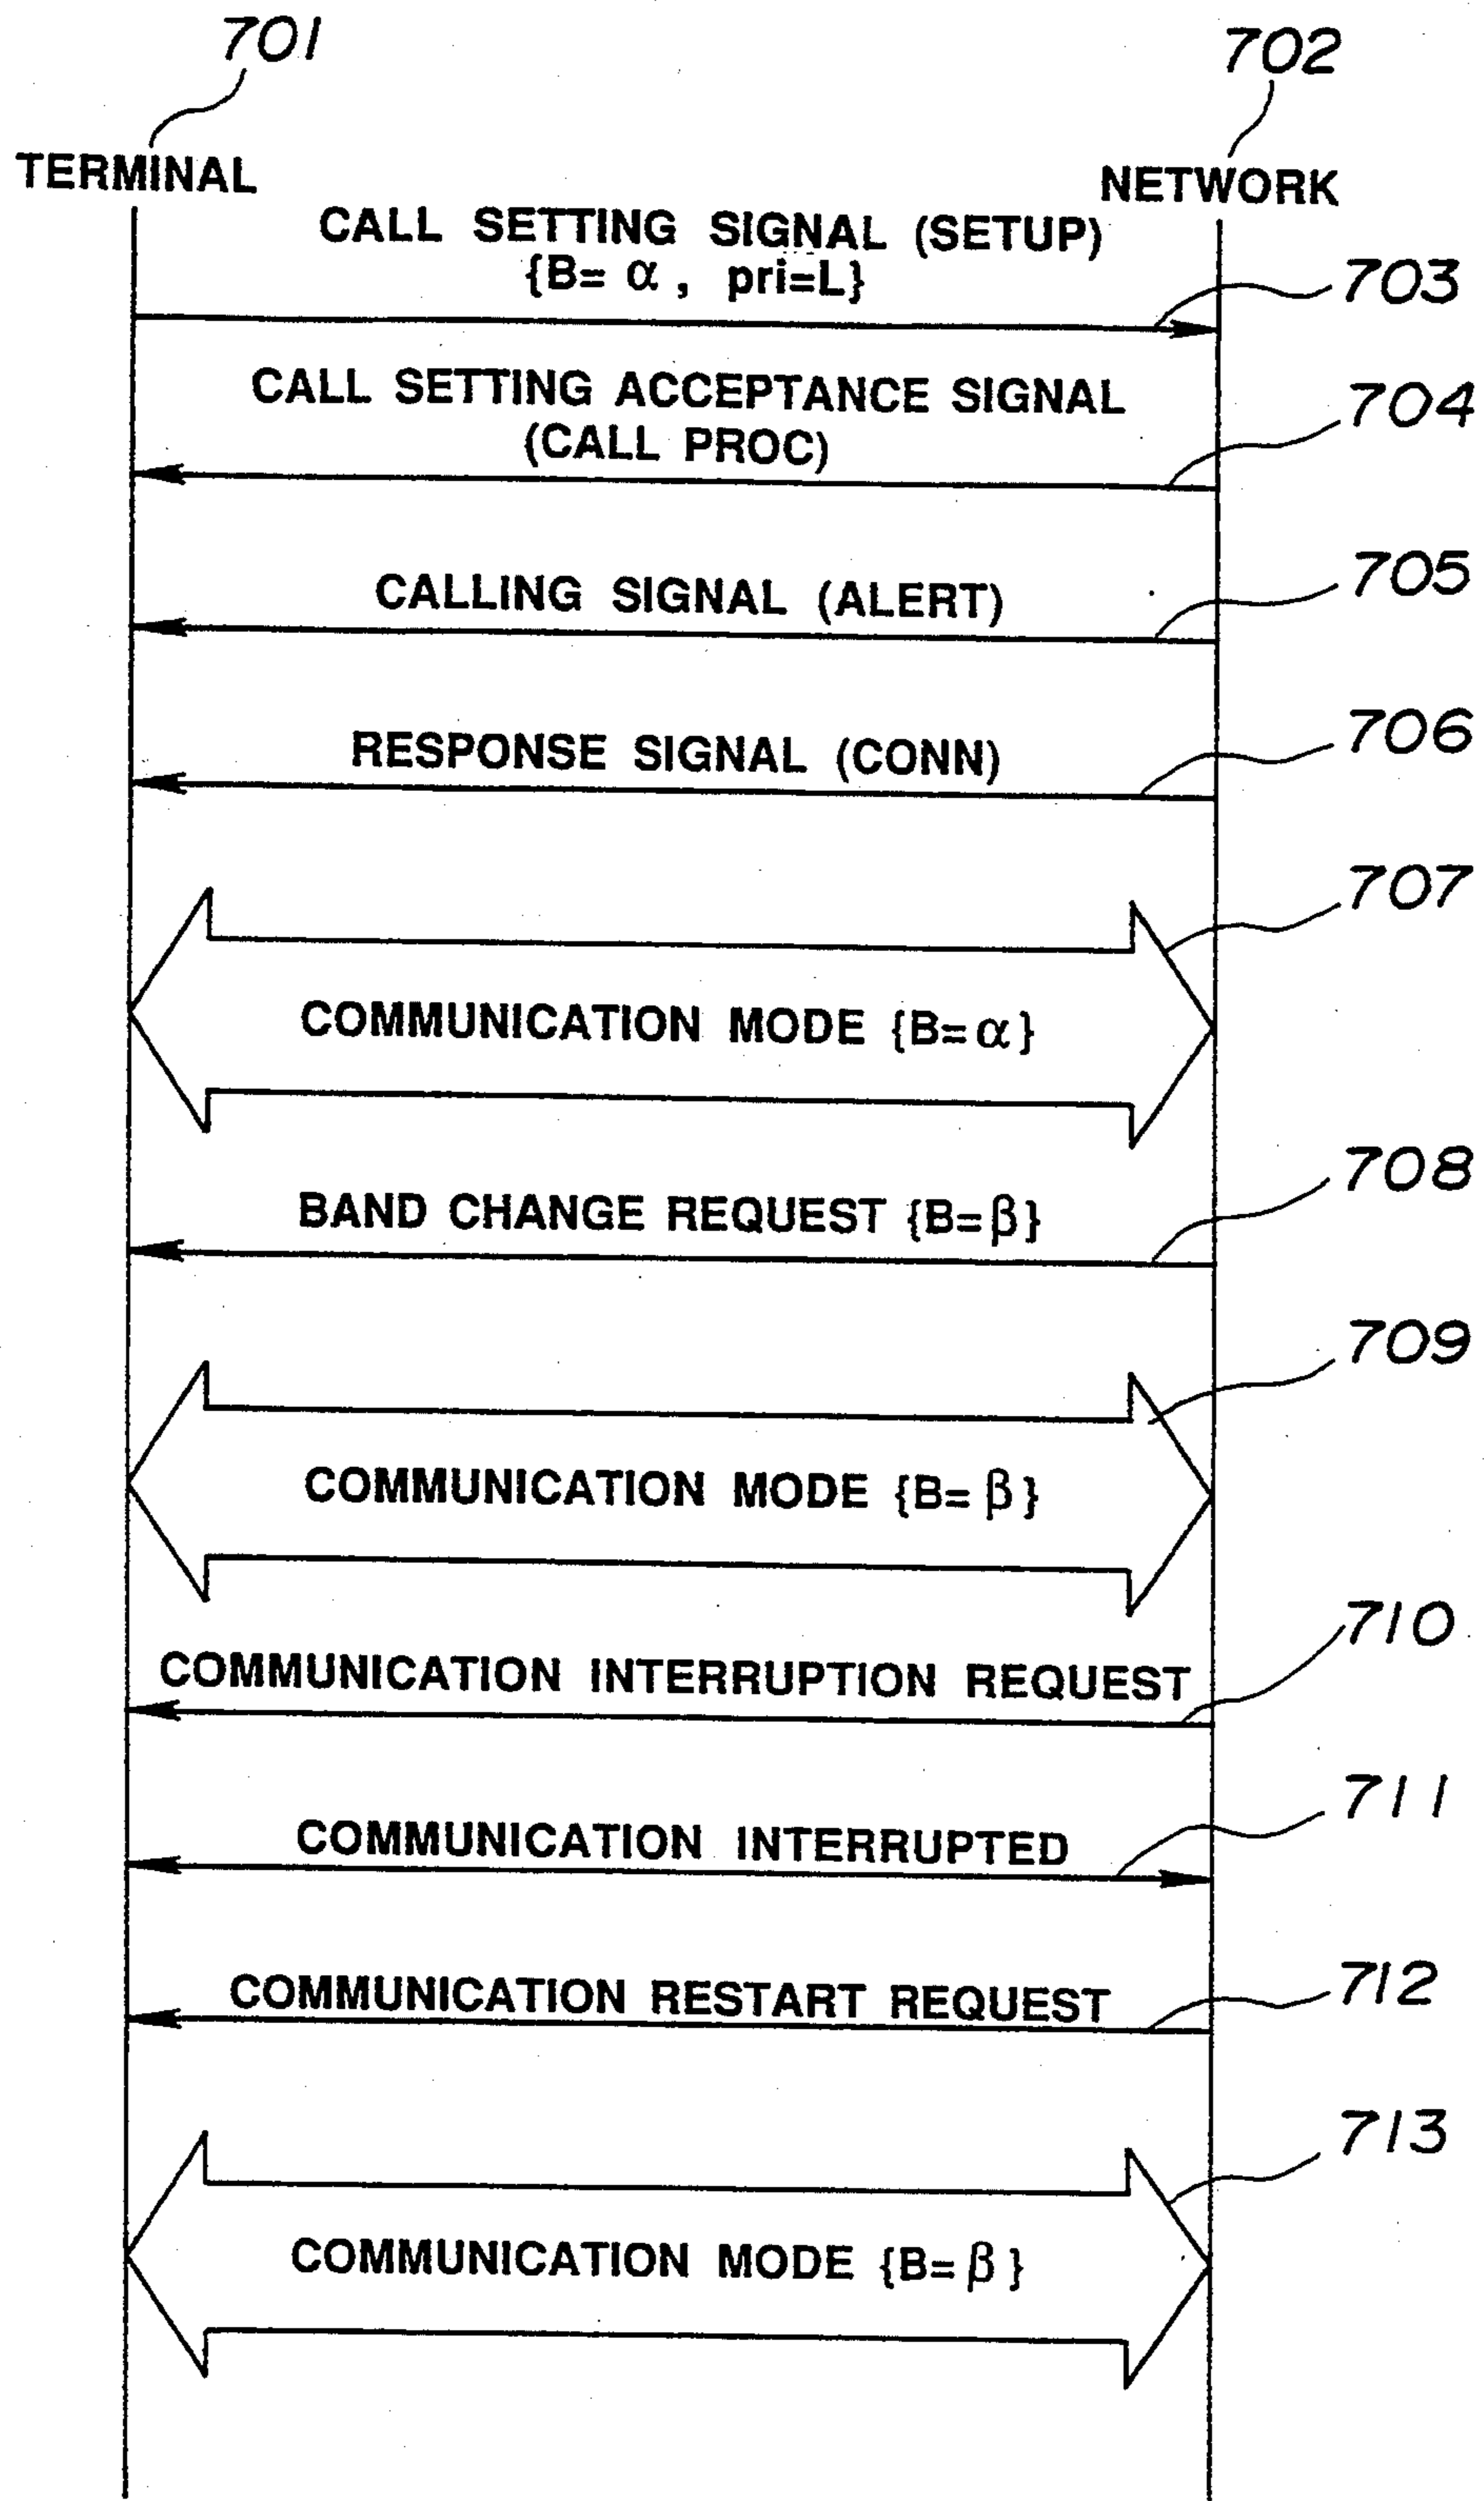 701
702
TERMINAL
NETWORK
CALL SETTING SIGNAL (SETUP)
{B= α, pri=L}
703
CALL SETTING ACCEPTANCE SIGNAL
(CALL PROC)
704
CALLING SIGNAL (ALERT)
705
RESPONSE SIGNAL (CONN)
706
707
COMMUNICATION MODE {B=α}
708
BAND CHANGE REQUEST {B=β}
709
COMMUNICATION MODE {B= β}
710
COMMUNICATION INTERRUPTION REQUEST
711
COMMUNICATION INTERRUPTED
712
COMMUNICATION RESTART REQUEST
713
COMMUNICATION MODE {B= β}